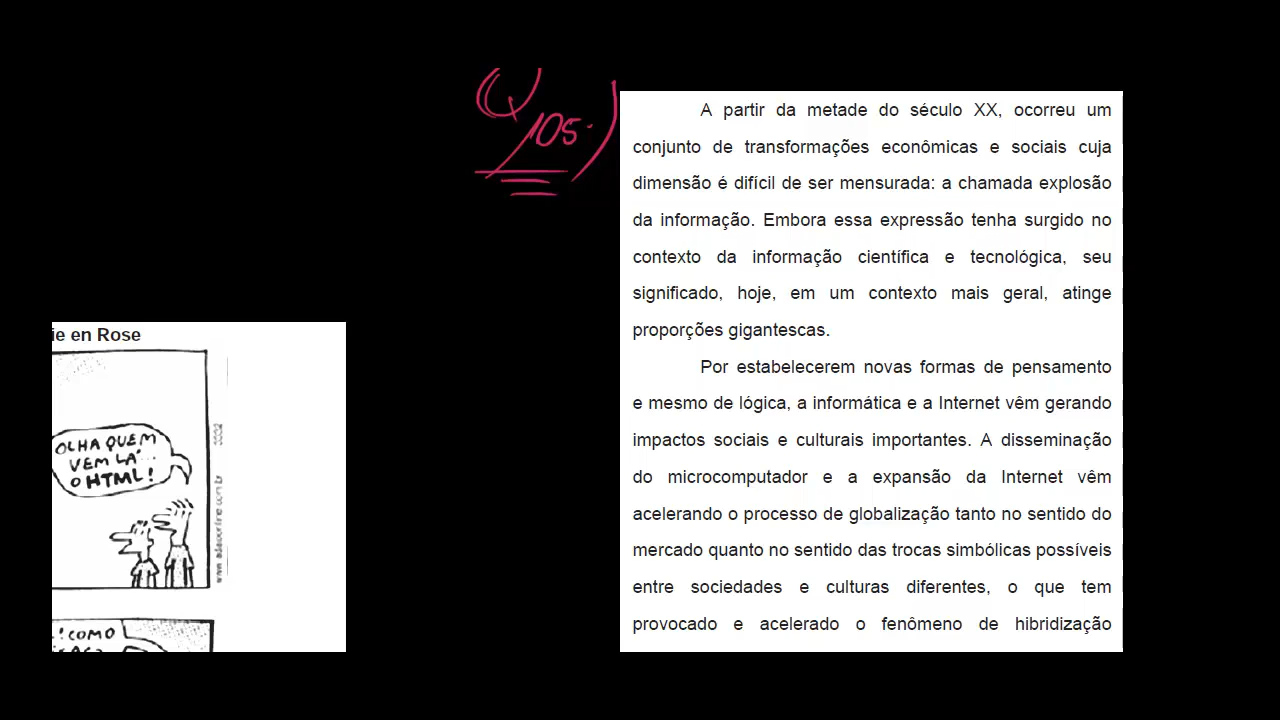 Q
105.)
ie en Rose
OLHA QUEM
VEM LÁ...
O HTML!
! COMO
A partir da metade do século XX, ocorreu um
conjunto de transformações econômicas e sociais cuja
dimensão é difícil de ser mensurada: a chamada explosão
da informação. Embora essa expressão tenha surgido no
contexto da informação científica e tecnológica, seu
significado, hoje, em um contexto mais geral, atinge
proporções gigantescas.
Por estabelecerem novas formas de pensamento
e mesmo de lógica, a informática e a Internet vêm gerando
impactos sociais e culturais importantes. A disseminação
do microcomputador e a expansão da Internet vêm
acelerando o processo de globalização tanto no sentido do
mercado quanto no sentido das trocas simbólicas possíveis
entre sociedades e culturas diferentes, o que tem
provocado e acelerado o fenômeno de hibridização